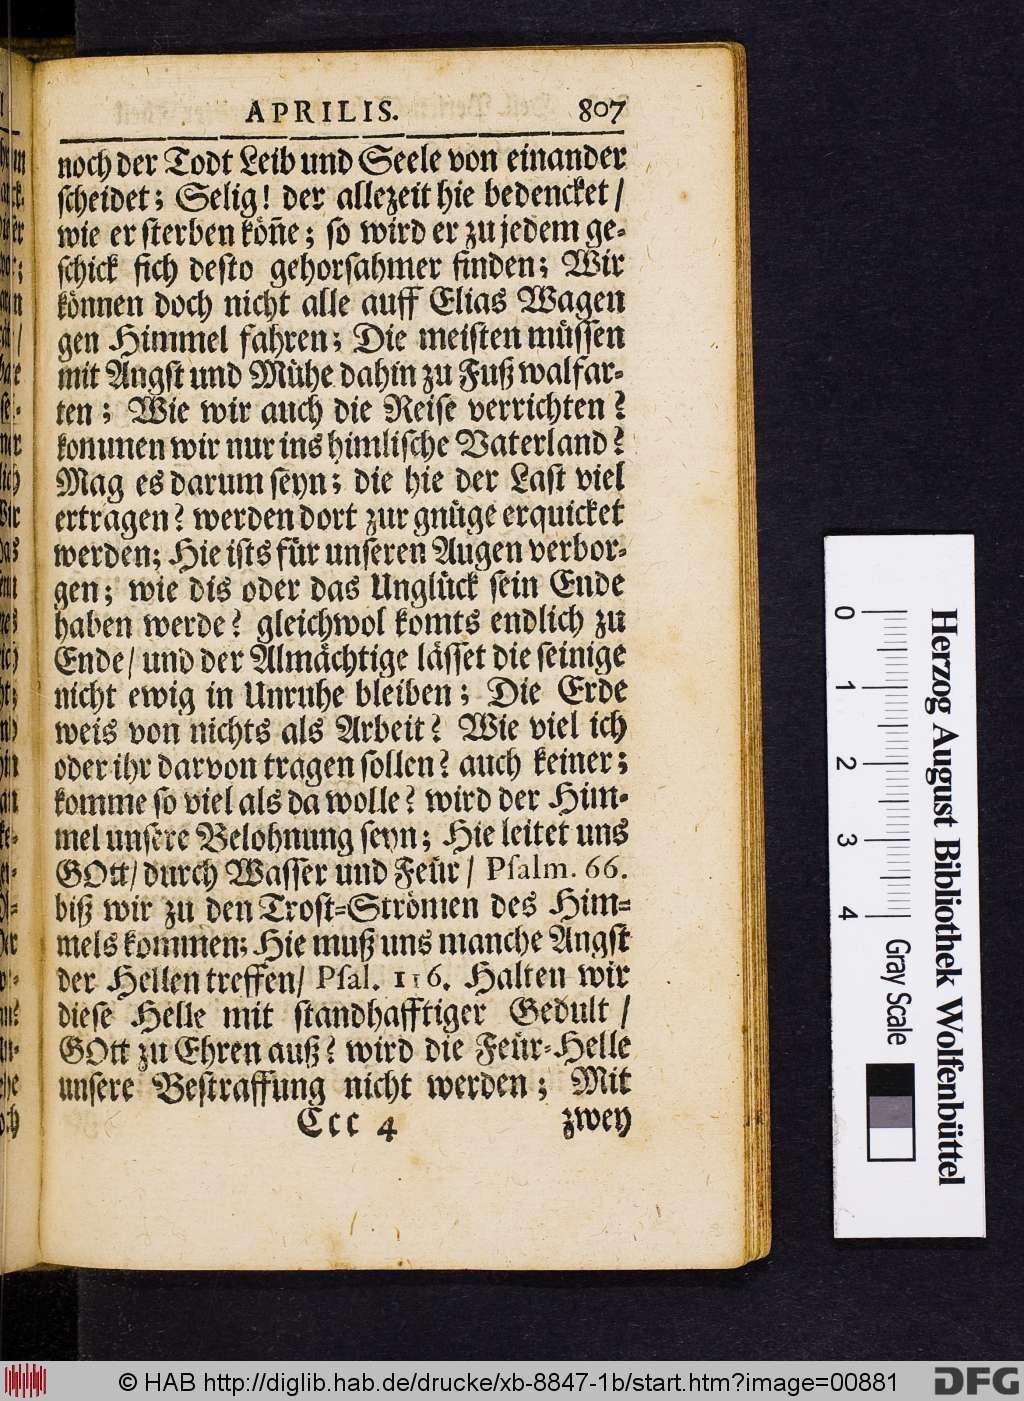 APRILIS. 807
noch der Todt Leib und Seele von einander
scheidet; Selig! der allezeit hie bedencket /
wie er sterben kön̄e; so wird er zu jedem ge-
schick sich desto gehorsahmer finden; Wir
können doch nicht alle auff Elias Wagen
gen Himmel fahren; Die meisten müssen
mit Angst und Mühe dahin zu Fuß walfar-
ten; Wie wir auch die Reise verrichten?
kommen wir nur ins himlische Vaterland?
Mag es darum seyn; die hie der Last viel
ertragen? werden dort zur gnüge erquicket
werden; Hie ists für unseren Augen verbor-
gen; wie dis oder das Unglück sein Ende
haben werde? gleichwol komts endlich zu
Ende / und der Almächtige lässet die seinige
nicht ewig in Unruhe bleiben; Die Erde
weis von nichts als Arbeit? Wie viel ich
oder ihr darvon tragen sollen? auch keiner;
komme so viel als da wolle? wird der Him-
mel unsere Belohnung seyn; Hie leitet uns
GOtt / durch Wasser und Feür / Psalm. 66.
biß wir zu den Trost-Strömen des Him-
mels kommen; Hie muß uns manche Angst
der Hellen treffen / Psal. 116. Halten wir
diese Helle mit standhafftiger Gedult /
GOtt zu Ehren auß? wird die Feür-Helle
unsere Bestraffung nicht werden; Mit
Ccc 4 zwey
0 1 2 3 4 Gray Scale
Herzog August Bibliothek Wolfenbüttel
© HAB http://diglib.hab.de/drucke/xb-8847-1b/start.htm?image=00881 DFG